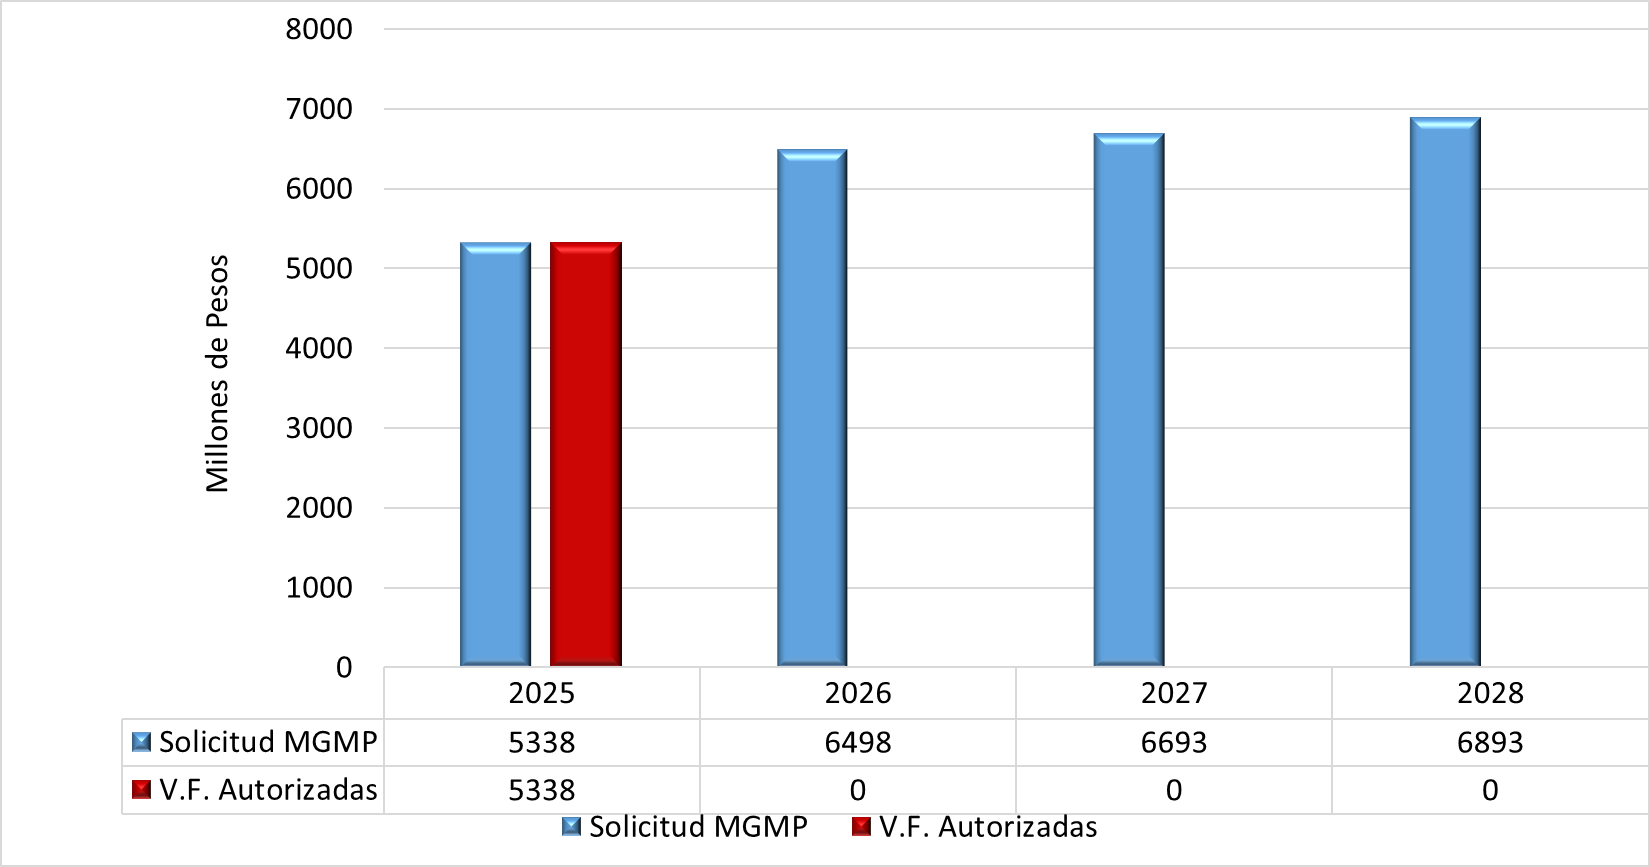 8000
7000
6000
5000
4000
3000
2000
1000
0
Millones de Pesos
2025 2026 2027 2028
Solicitud MGMP 5338 6498 6693 6893
V.F. Autorizadas 5338 0 0 0
Solicitud MGMP V.F. Autorizadas